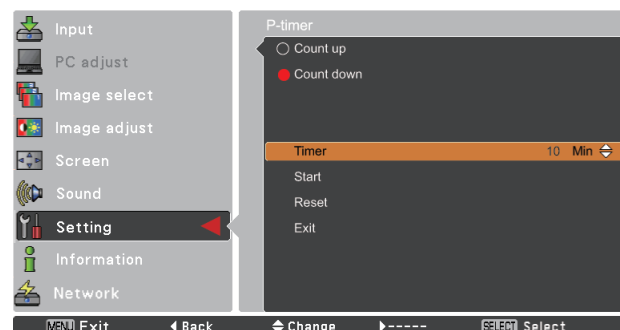 Input
PC adjust
Image select
Image adjust
Screen
Sound
Setting
Information
Network
P-timer
Count up
Count down
Timer 10 Min
Start
Reset
Exit
MENU Exit Back Change ----- SELECT Select